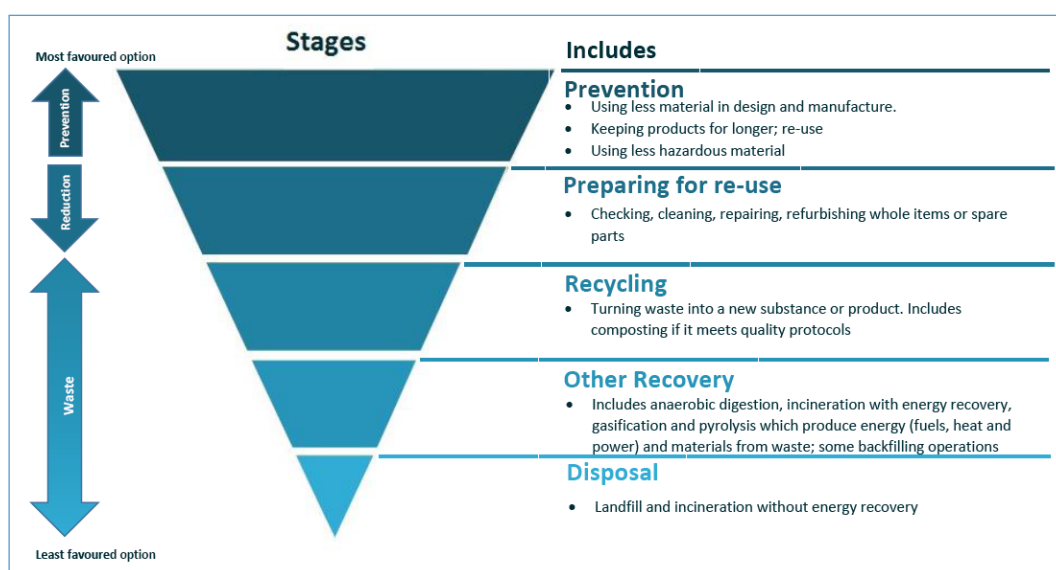 Stages
Includes
Most favoured option
Prevention
Reduction
Waste
Least favoured option
Prevention
• Using less material in design and manufacture.
• Keeping products for longer; re-use
• Using less hazardous material
Preparing for re-use
• Checking, cleaning, repairing, refurbishing whole items or spare
parts
Recycling
• Turning waste into a new substance or product. Includes
composting if it meets quality protocols
Other Recovery
• Includes anaerobic digestion, incineration with energy recovery,
gasification and pyrolysis which produce energy (fuels, heat and
power) and materials from waste; some backfilling operations
Disposal
• Landfill and incineration without energy recovery